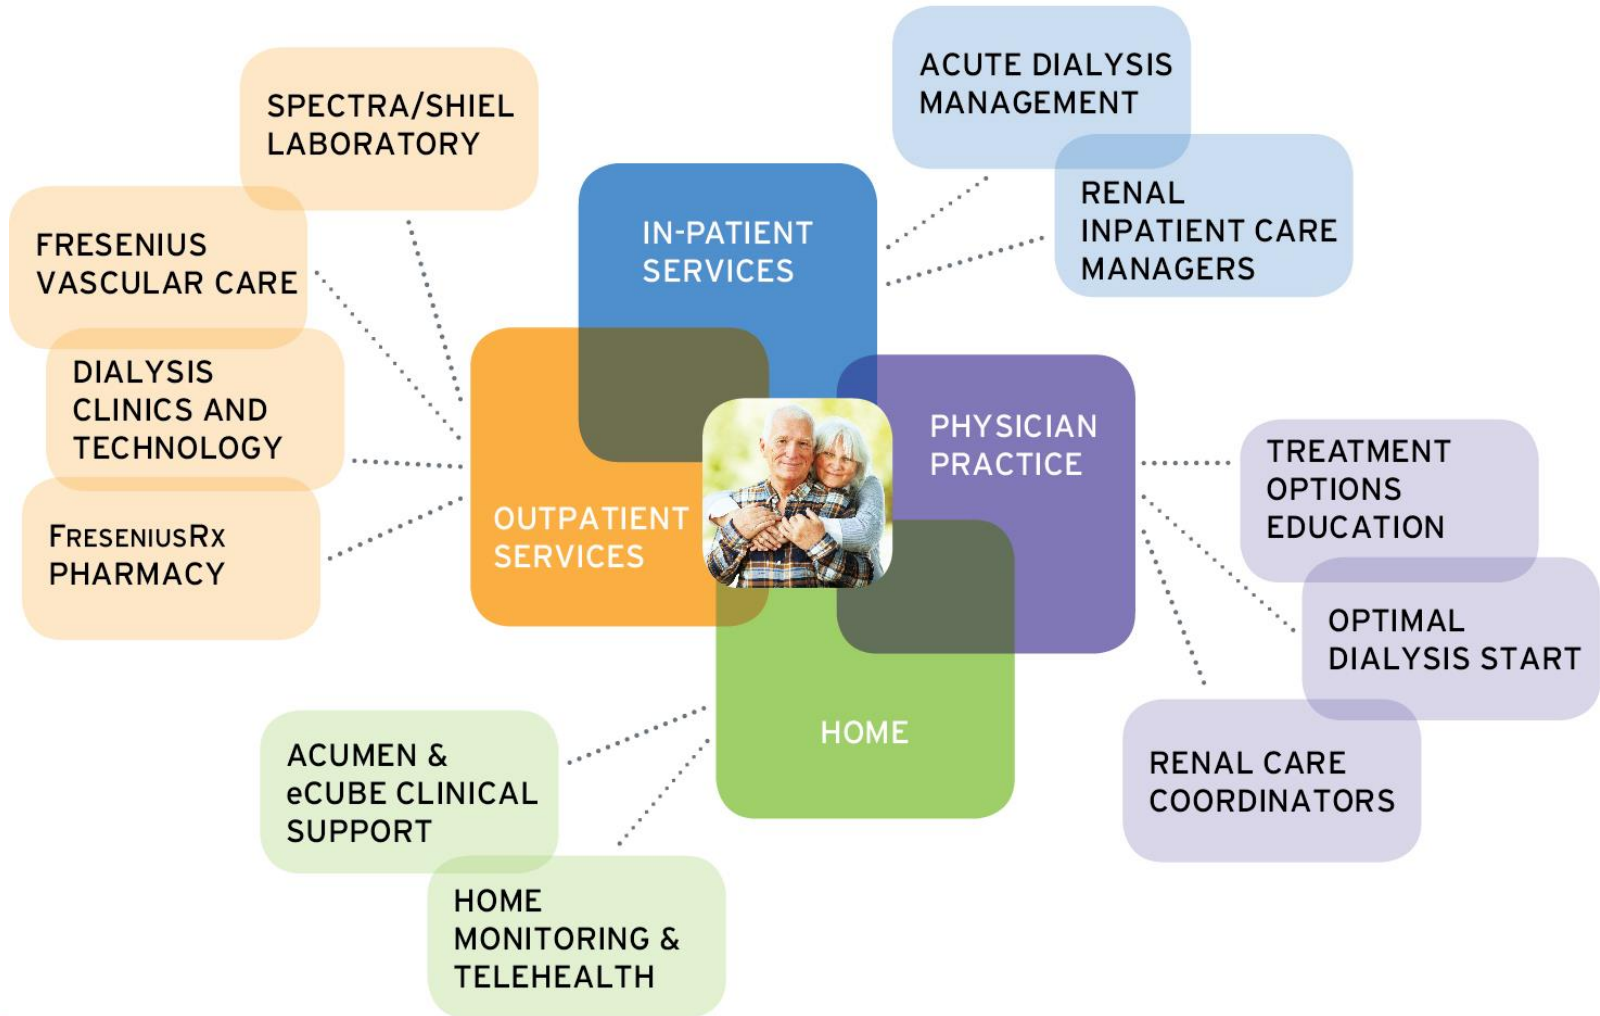 SPECTRA/SHIEL
LABORATORY
FRESENIUS
VASCULAR CARE
DIALYSIS
CLINICS AND
TECHNOLOGY
FRESENIUSRX
PHARMACY
IN-PATIENT
SERVICES
OUTPATIENT
SERVICES
PHYSICIAN
PRACTICE
HOME
ACUTE DIALYSIS
MANAGEMENT
RENAL
INPATIENT CARE
MANAGERS
TREATMENT
OPTIONS
EDUCATION
OPTIMAL
DIALYSIS START
RENAL CARE
COORDINATORS
ACUMEN &
eCUBE CLINICAL
SUPPORT
HOME
MONITORING &
TELEHEALTH